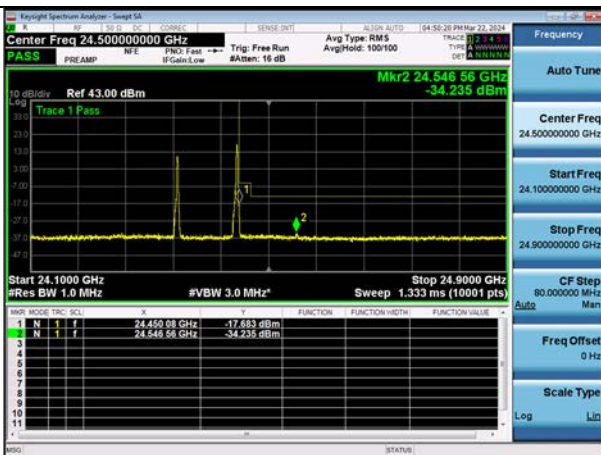 Keysight Spectrum Analyzer - Swept SA
RF 50 Ω DC CORREC SENSE:INT ALIGN AUTO 04:50:20 PM Mar 22, 2024
Center Freq 24.500000000 GHz
PASS PREAMP NFE PNO: Fast IFGain:Low Trig: Free Run #Atten: 16 dB
Avg Type: RMS Avg|Hold: 100/100
TRACE 1 2 3 4 5 6
TYPE A WWWWW
DET A N N N N N
Mkr2 24.546 56 GHz
-34.235 dBm
10 dB/div Ref 43.00 dBm
Log
Trace 1 Pass
33.0
23.0
13.0
3.00
-7.00
-17.0
-27.0
-37.0
-47.0
1
2
Start 24.1000 GHz Stop 24.9000 GHz
#Res BW 1.0 MHz #VBW 3.0 MHz* Sweep 1.333 ms (10001 pts)
MKR MODE TRC SCL X Y FUNCTION FUNCTION WIDTH FUNCTION VALUE
1 N 1 f 24.450 08 GHz -17.683 dBm
2 N 1 f 24.546 56 GHz -34.235 dBm
3
4
5
6
7
8
9
10
11
MSG STATUS
Frequency
Auto Tune
Center Freq
24.500000000 GHz
Start Freq
24.100000000 GHz
Stop Freq
24.900000000 GHz
CF Step
80.000000 MHz
Auto Man
Freq Offset
0 Hz
Scale Type
Log Lin